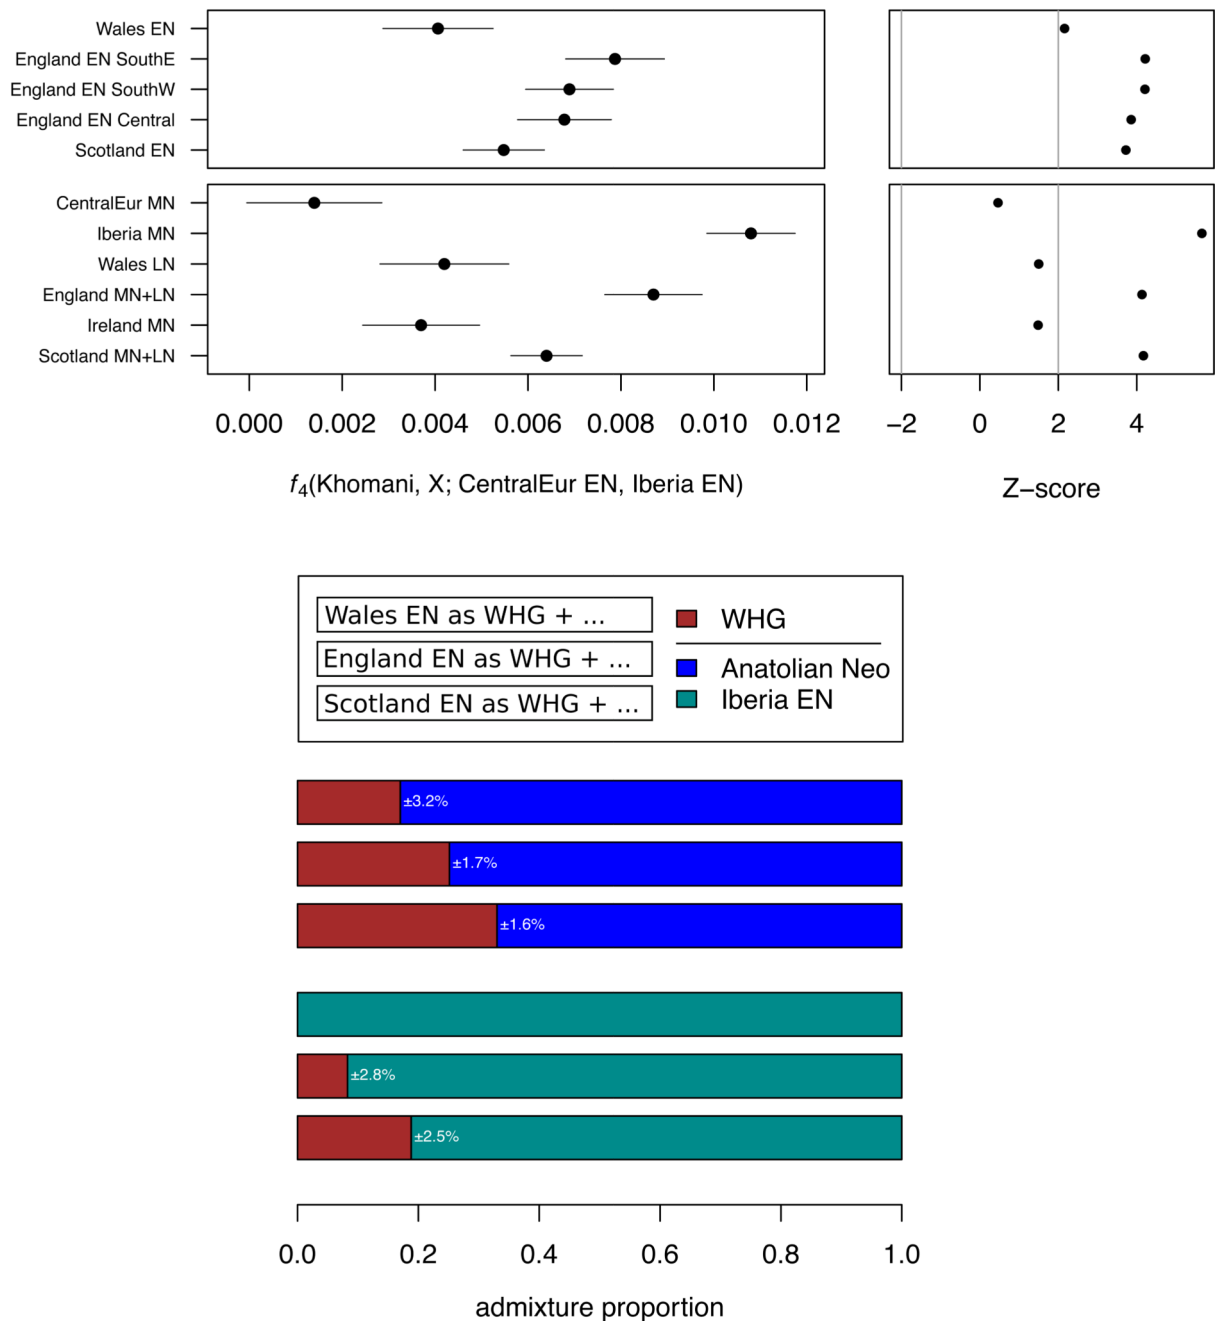 Wales EN
England EN SouthE
England EN SouthW
England EN Central
Scotland EN
CentralEur MN
Iberia MN
Wales LN
England MN+LN
Ireland MN
Scotland MN+LN
0.000 0.002 0.004 0.006 0.008 0.010 0.012
−2 0 2 4
f4(Khomani, X; CentralEur EN, Iberia EN)
Z−score
Wales EN as WHG + ...
England EN as WHG + ...
Scotland EN as WHG + ...
WHG
Anatolian Neo
Iberia EN
±3.2%
±1.7%
±1.6%
±2.8%
±2.5%
0.0 0.2 0.4 0.6 0.8 1.0
admixture proportion